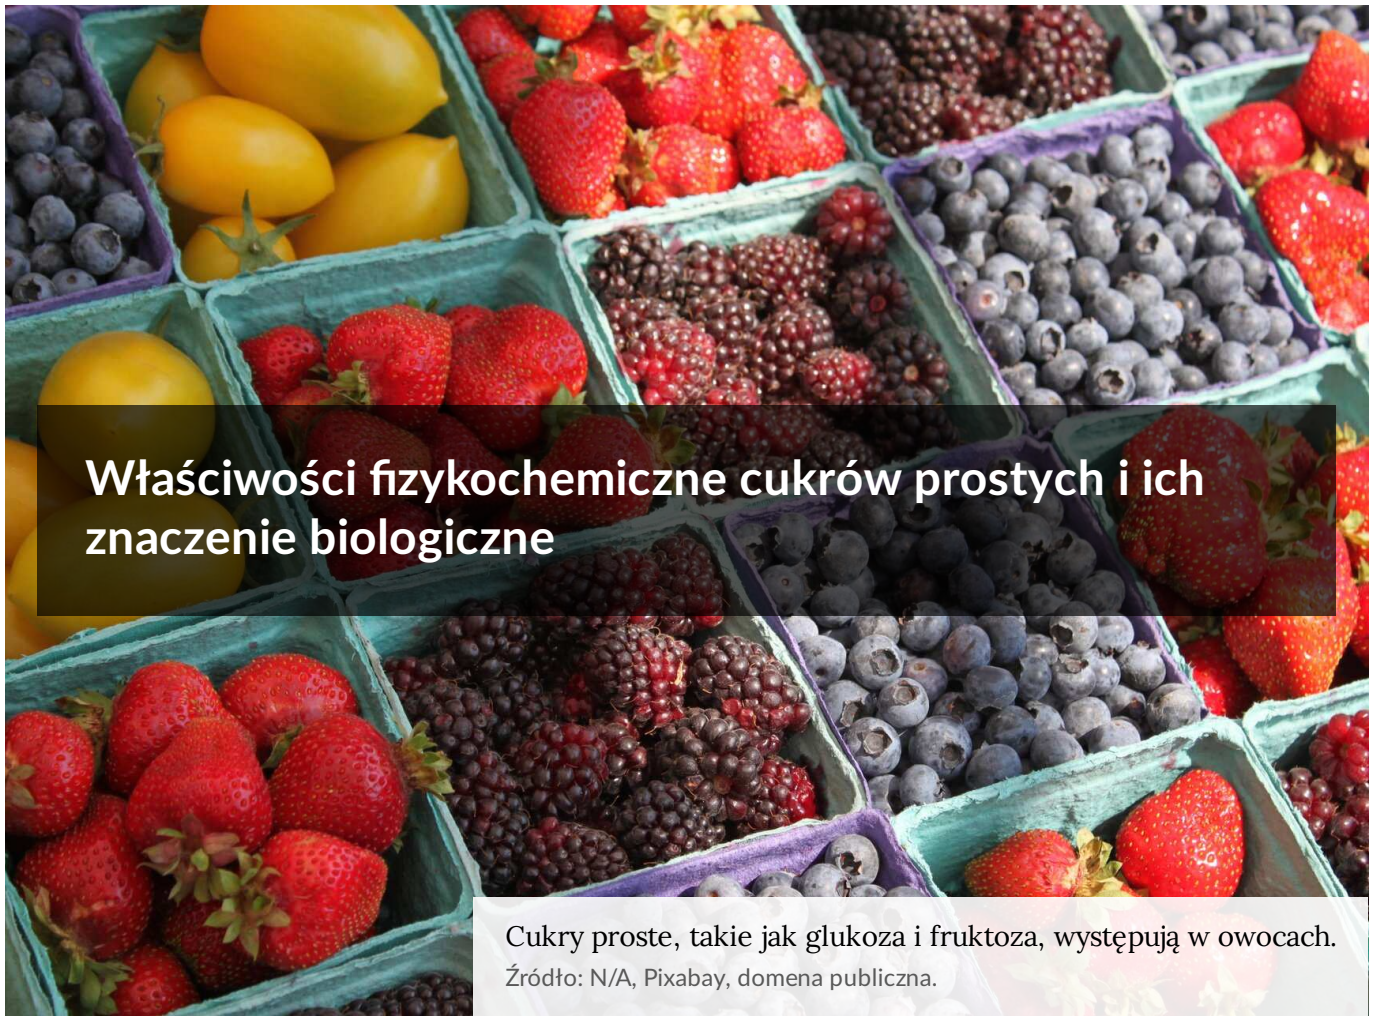 Właściwości fizykochemiczne cukrów prostych i ich
znaczenie biologiczne
Cukry proste, takie jak glukoza i fruktoza, występują w owocach.
Źródło: N/A, Pixabay, domena publiczna.